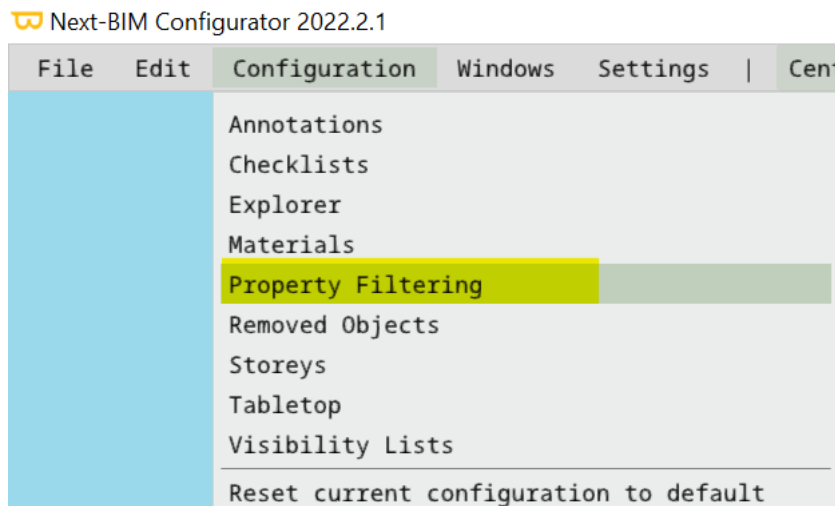 Next-BIM Configurator 2022.2.1
File Edit Configuration Windows Settings |
Annotations
Checklists
Explorer
Materials
Property Filtering
Removed Objects
Storeys
Tabletop
Visibility Lists
Reset current configuration to default